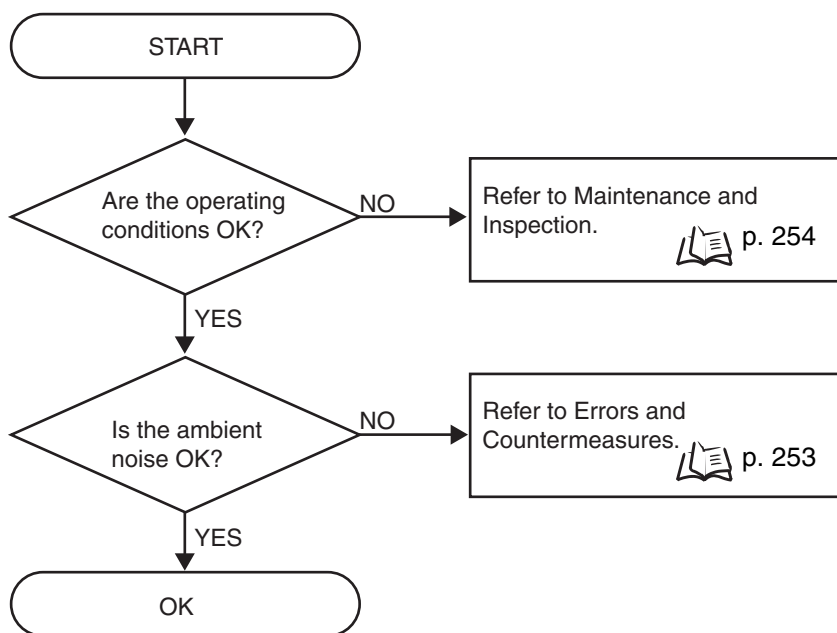 START
Are the operating
conditions OK?
NO
Refer to Maintenance and
Inspection.
p. 254
YES
Is the ambient
noise OK?
NO
Refer to Errors and
Countermeasures.
p. 253
YES
OK